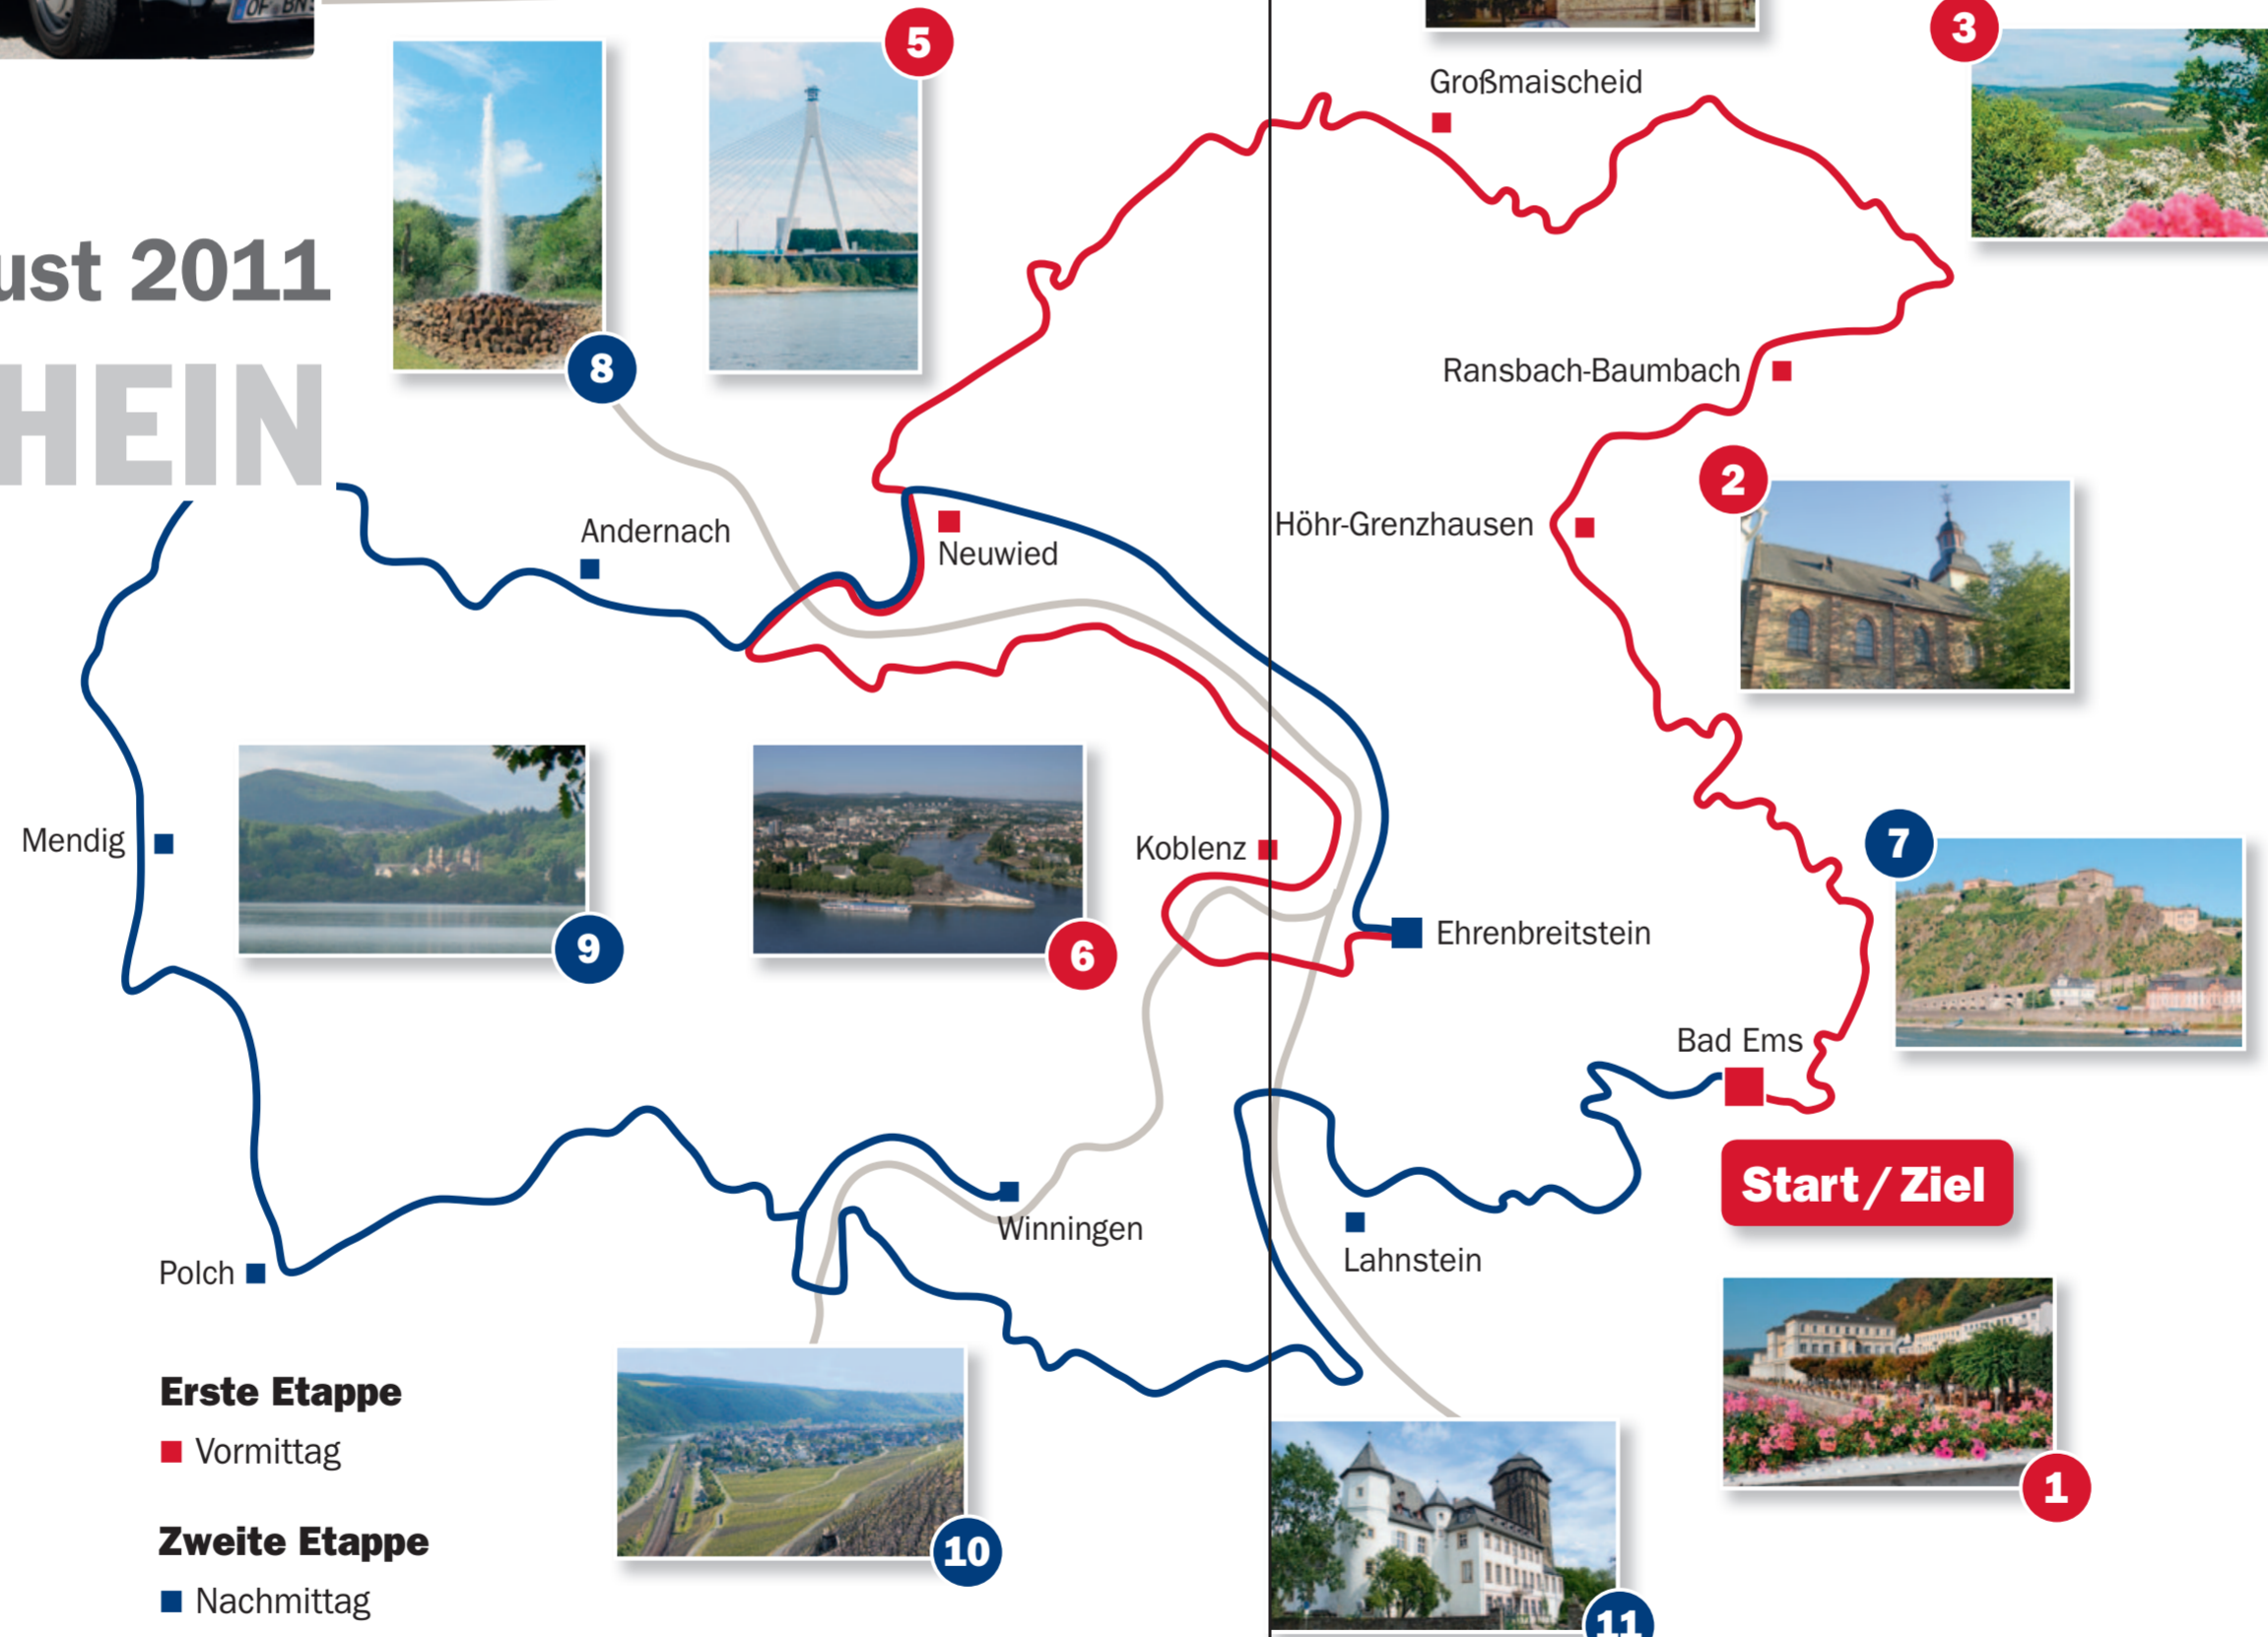 5
3
Großmaischeid
ust 2011
8
HEIN
Ransbach-Baumbach
2
Andernach
Neuwied
Höhr-Grenzhausen
Mendig
Koblenz
7
9
6
Ehrenbreitstein
Bad Ems
Start / Ziel
Winningen
Lahnstein
Polch
Erste Etappe
Vormittag
1
Zweite Etappe
10
Nachmittag
11